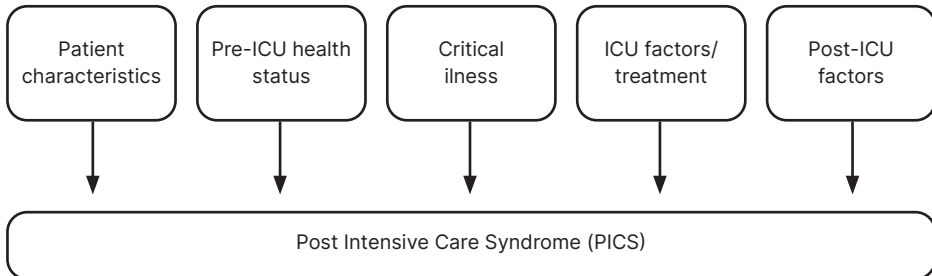 Patient
characteristics
Pre-ICU health
status
Critical
ilness
ICU factors/
treatment
Post-ICU
factors
Post Intensive Care Syndrome (PICS)